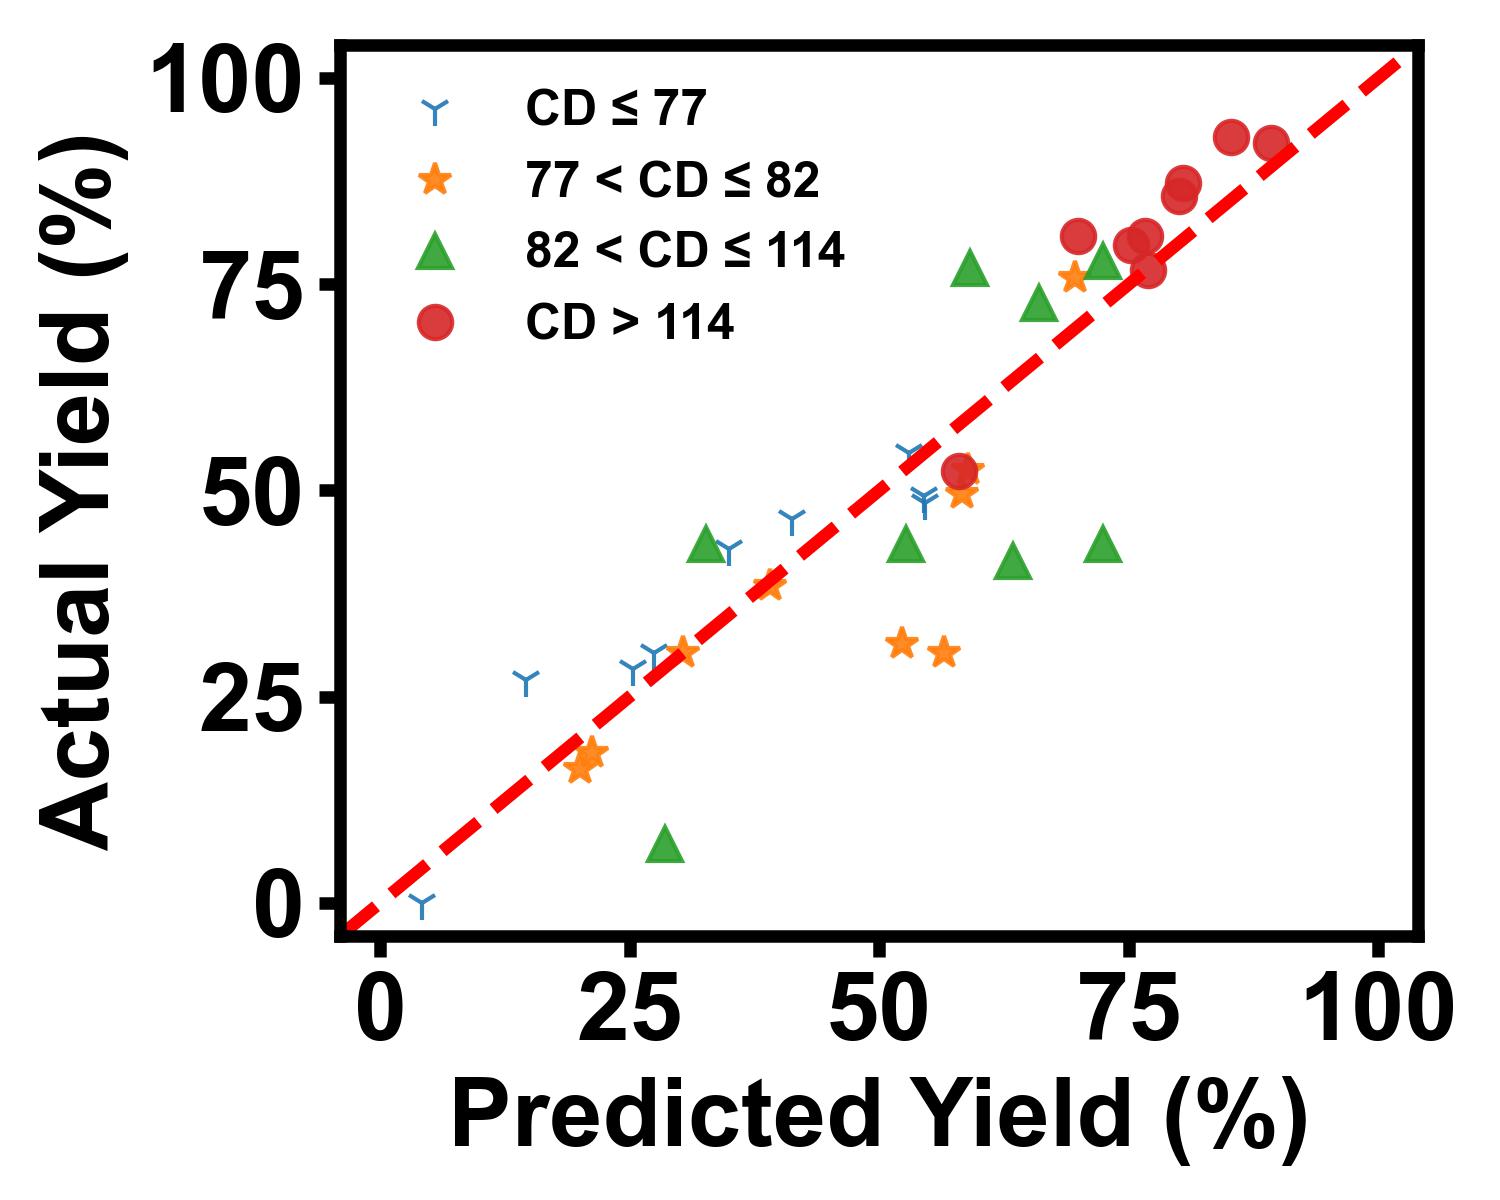 Actual Yield (%)
100
75
50
25
0
CD ≤ 77
77 < CD ≤ 82
82 < CD ≤ 114
CD > 114
0 25 50 75 100
Predicted Yield (%)